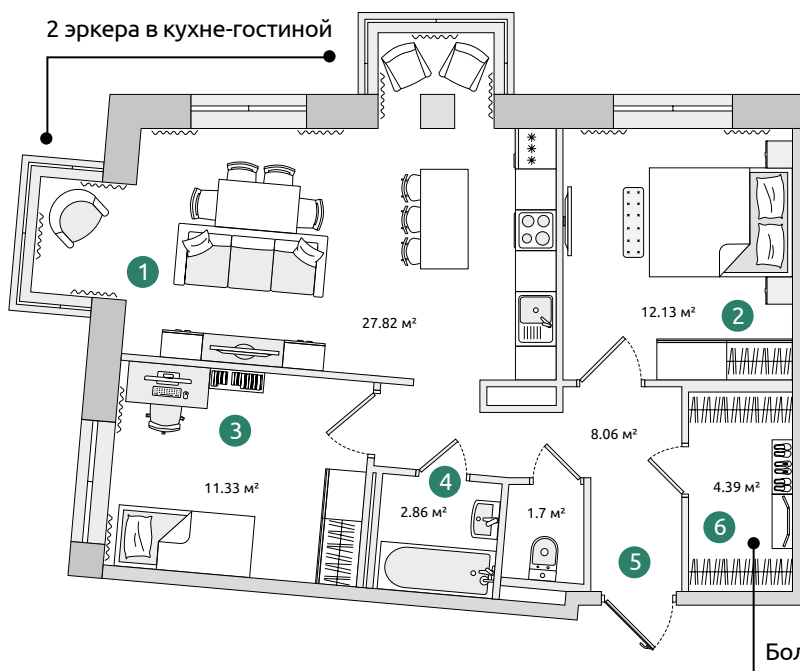 2 эркера в кухне-гостиной
1
27.82 м²
12.13 м²
2
3
11.33 м²
8.06 м²
4
2.86 м²
1.7 м²
4.39 м²
6
5
Бол